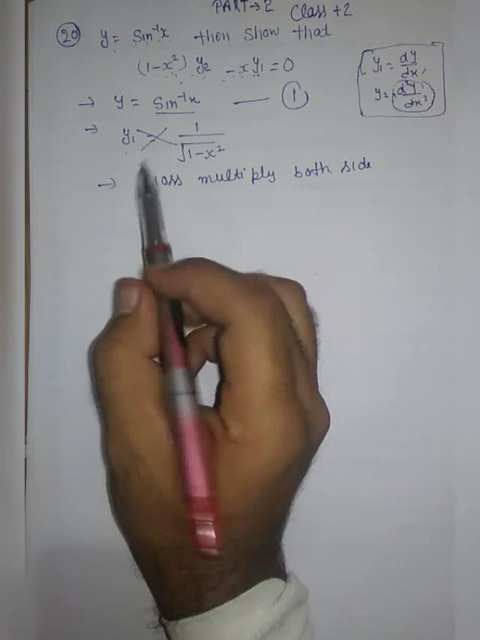 PART→2 Class +2
20 y = Sin⁻¹x then show that
(1-x²) y₂ - xy₁ = 0
y₁ = dy/dx,
y₂ = d²y/dx²
→ y = Sin⁻¹x — 1
→ y₁ = 1/√1-x²
→ multiply both side